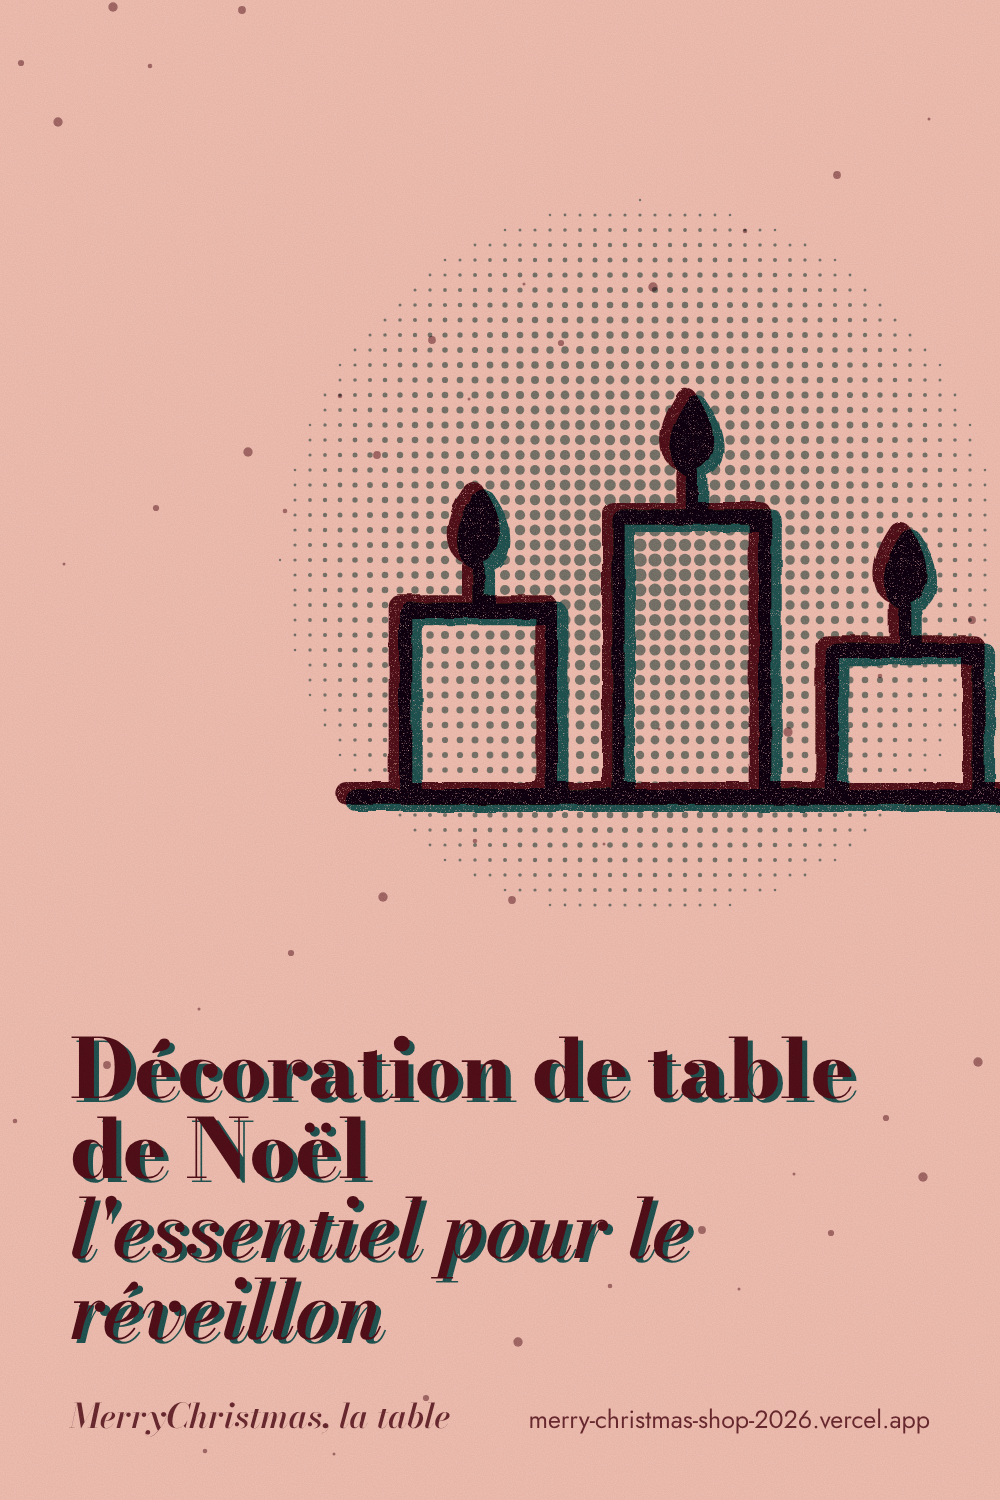 Décoration de table
de Noël
l'essentiel pour le
réveillon
MerryChristmas, la table
merry-christmas-shop-2026.vercel.app